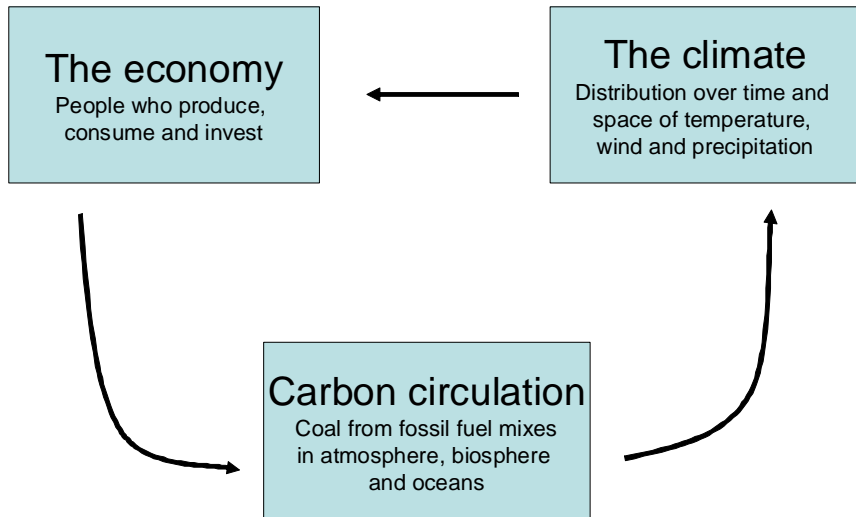 The economy
People who produce,
consume and invest
The climate
Distribution over time and
space of temperature,
wind and precipitation
Carbon circulation
Coal from fossil fuel mixes
in atmosphere, biosphere
and oceans